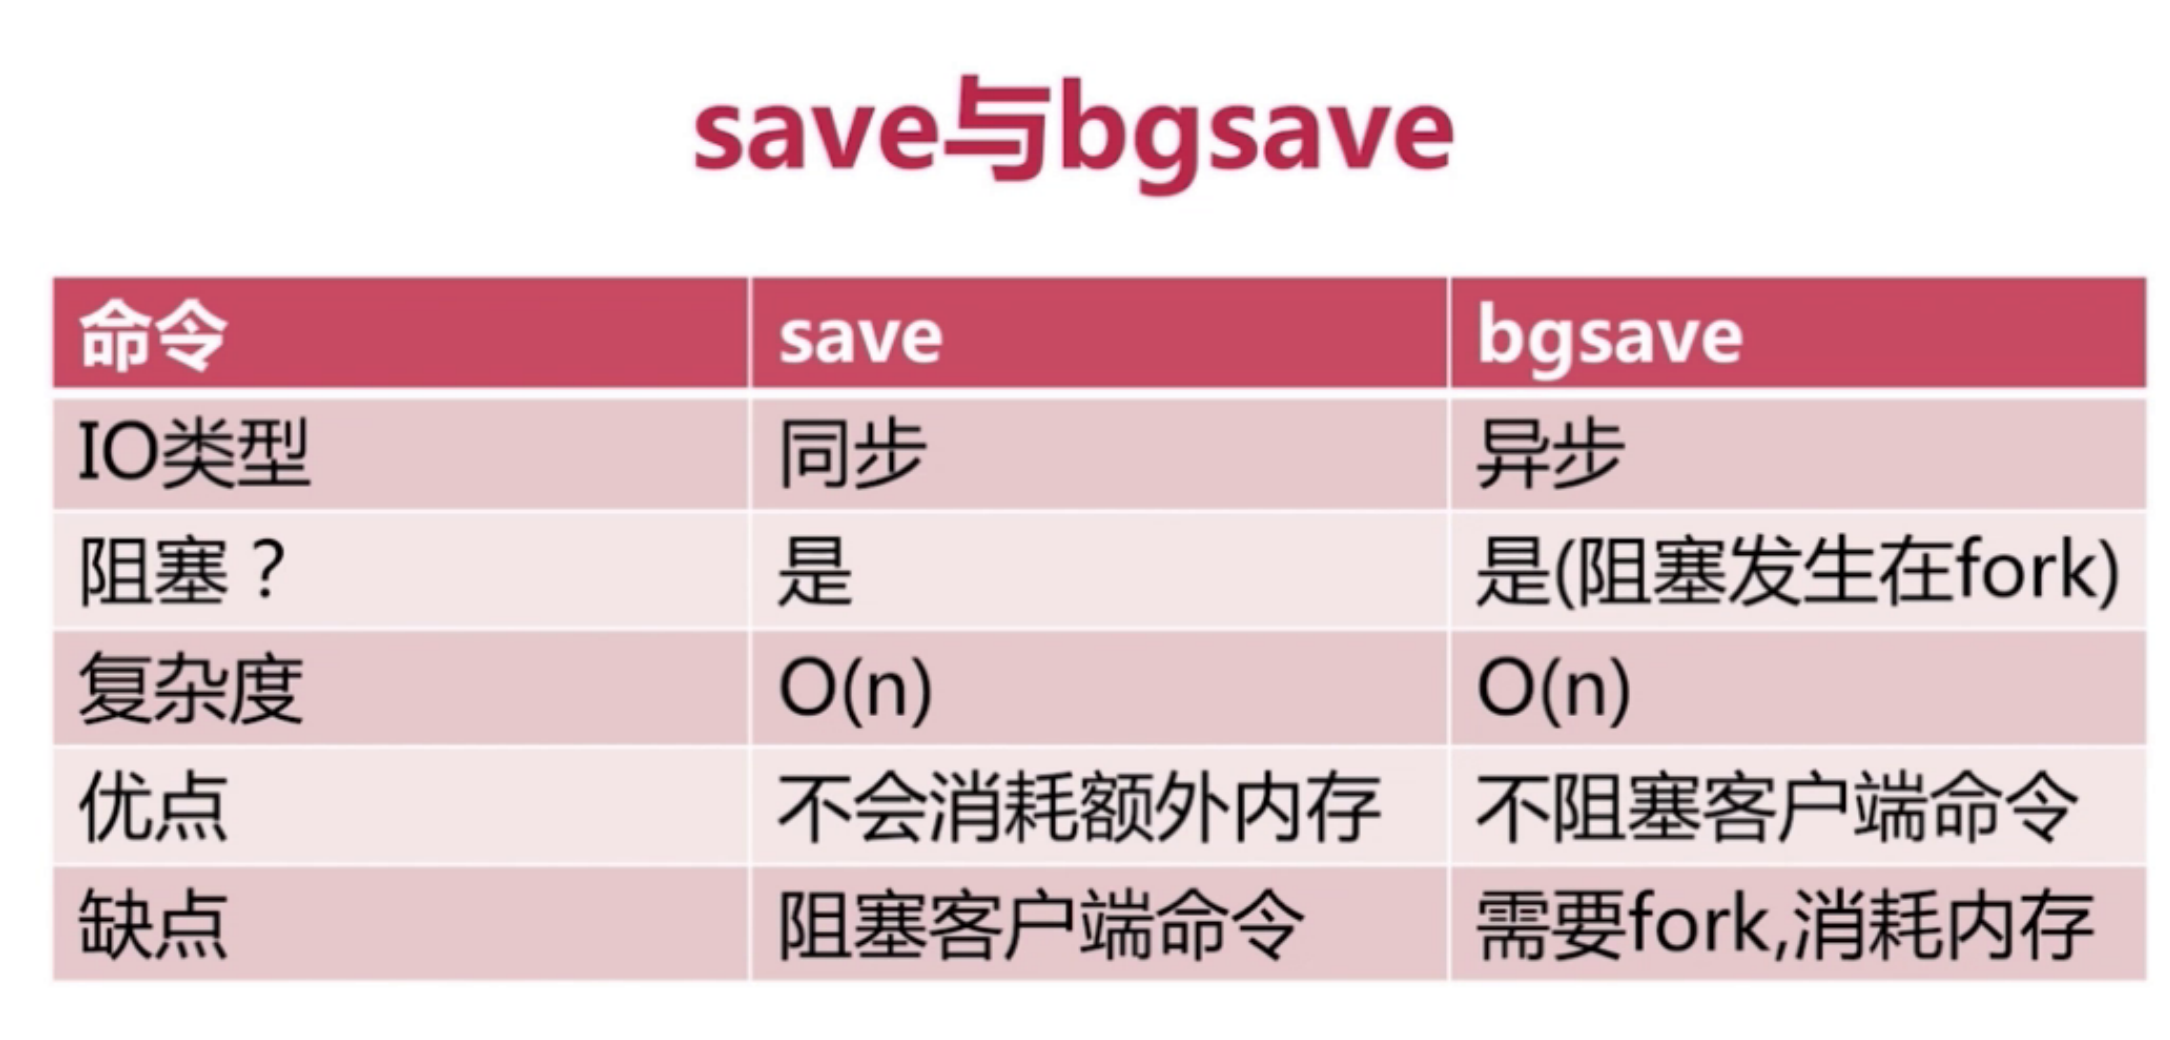 save与bgsave
命令 save bgsave
IO类型 同步 异步
阻塞？ 是 是(阻塞发生在fork)
复杂度 O(n) O(n)
优点 不会消耗额外内存 不阻塞客户端命令
缺点 阻塞客户端命令 需要fork,消耗内存